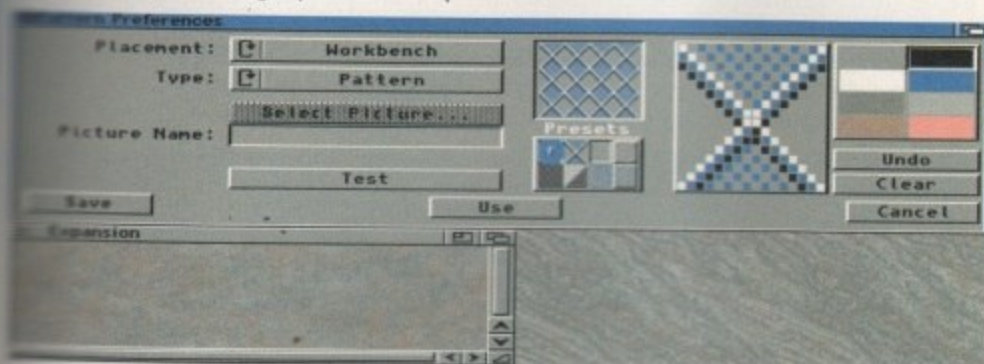 Preferences
Placement: Workbench
Type: Pattern
Select Picture...
Picture Name:
Presets
Test
Undo
Clear
Save Use Cancel
Expansion